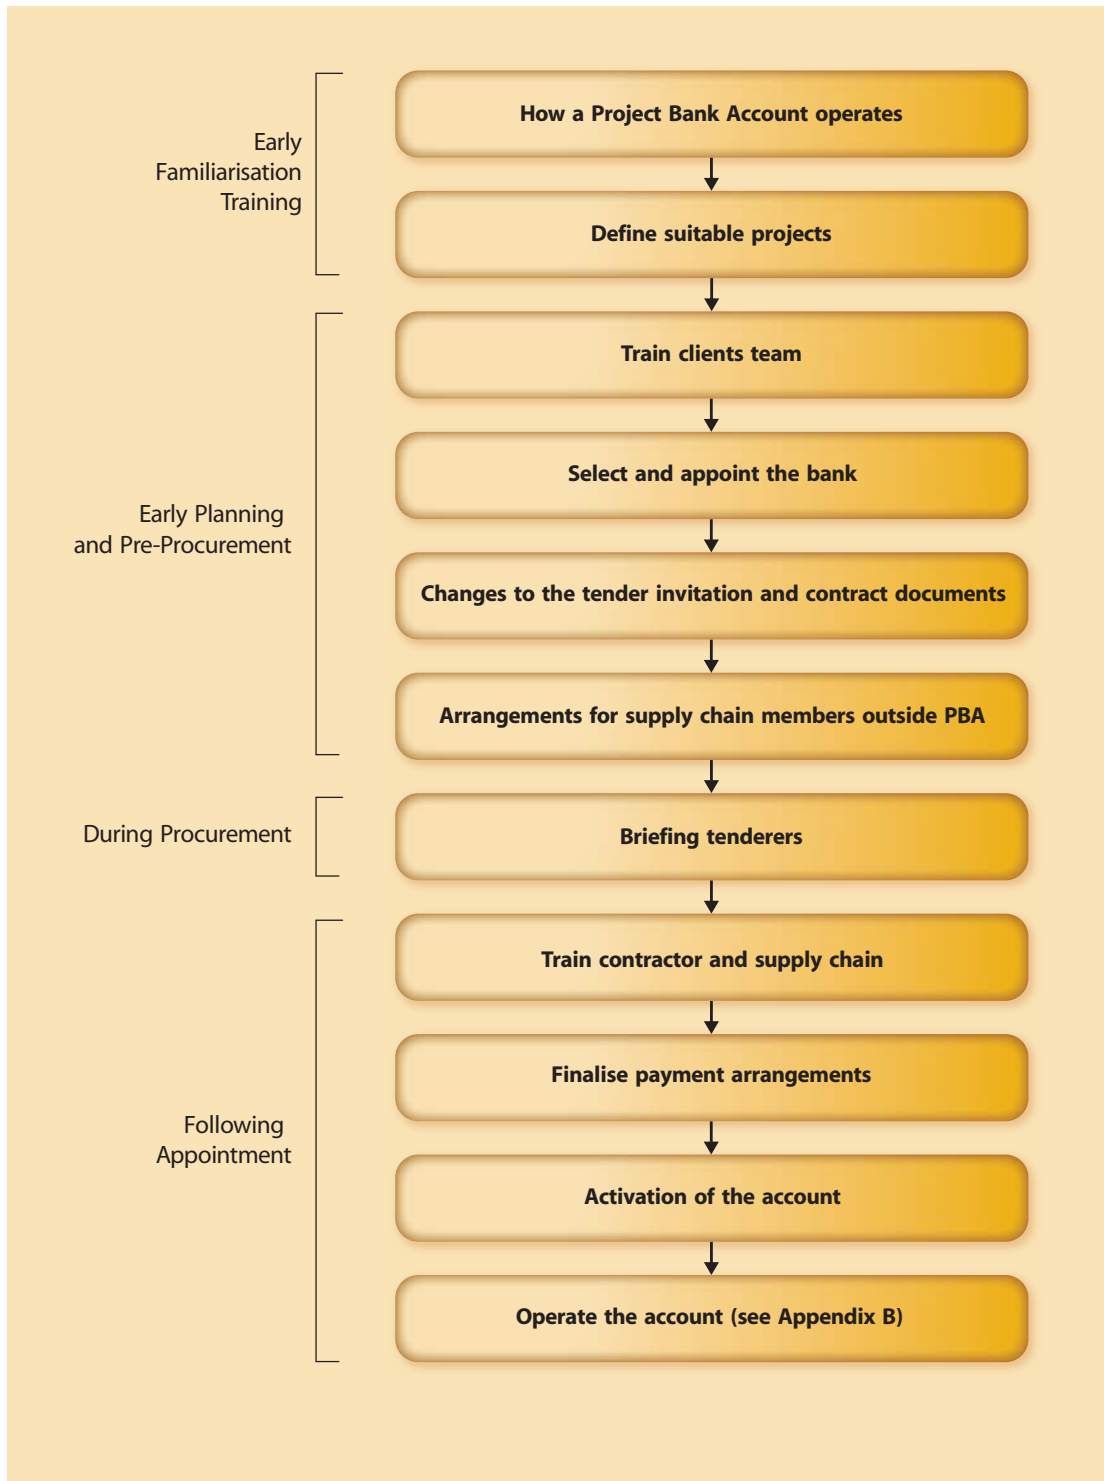 Early
Familiarisation
Training
How a Project Bank Account operates
Define suitable projects
Early Planning
and Pre-Procurement
Train clients team
Select and appoint the bank
Changes to the tender invitation and contract documents
Arrangements for supply chain members outside PBA
During Procurement
Briefing tenderers
Following
Appointment
Train contractor and supply chain
Finalise payment arrangements
Activation of the account
Operate the account (see Appendix B)